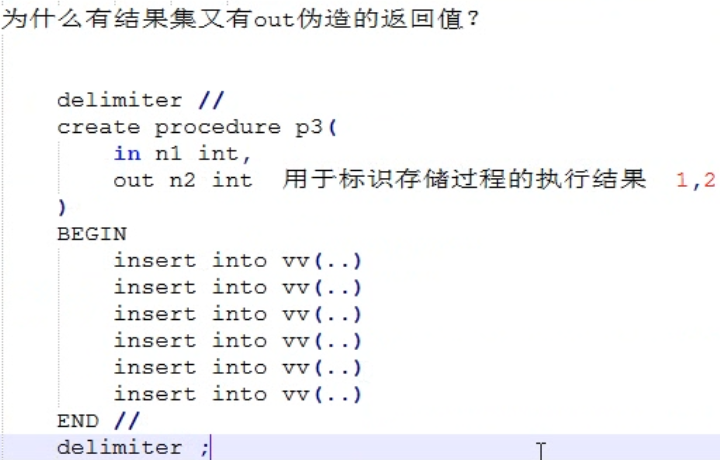 为什么有结果集又有out伪造的返回值?
delimiter //
create procedure p3(
in n1 int,
out n2 int 用于标识存储过程的执行结果 1,2
)
BEGIN
insert into vv(..)
insert into vv(..)
insert into vv(..)
insert into vv(..)
insert into vv(..)
insert into vv(..)
END //
delimiter ;